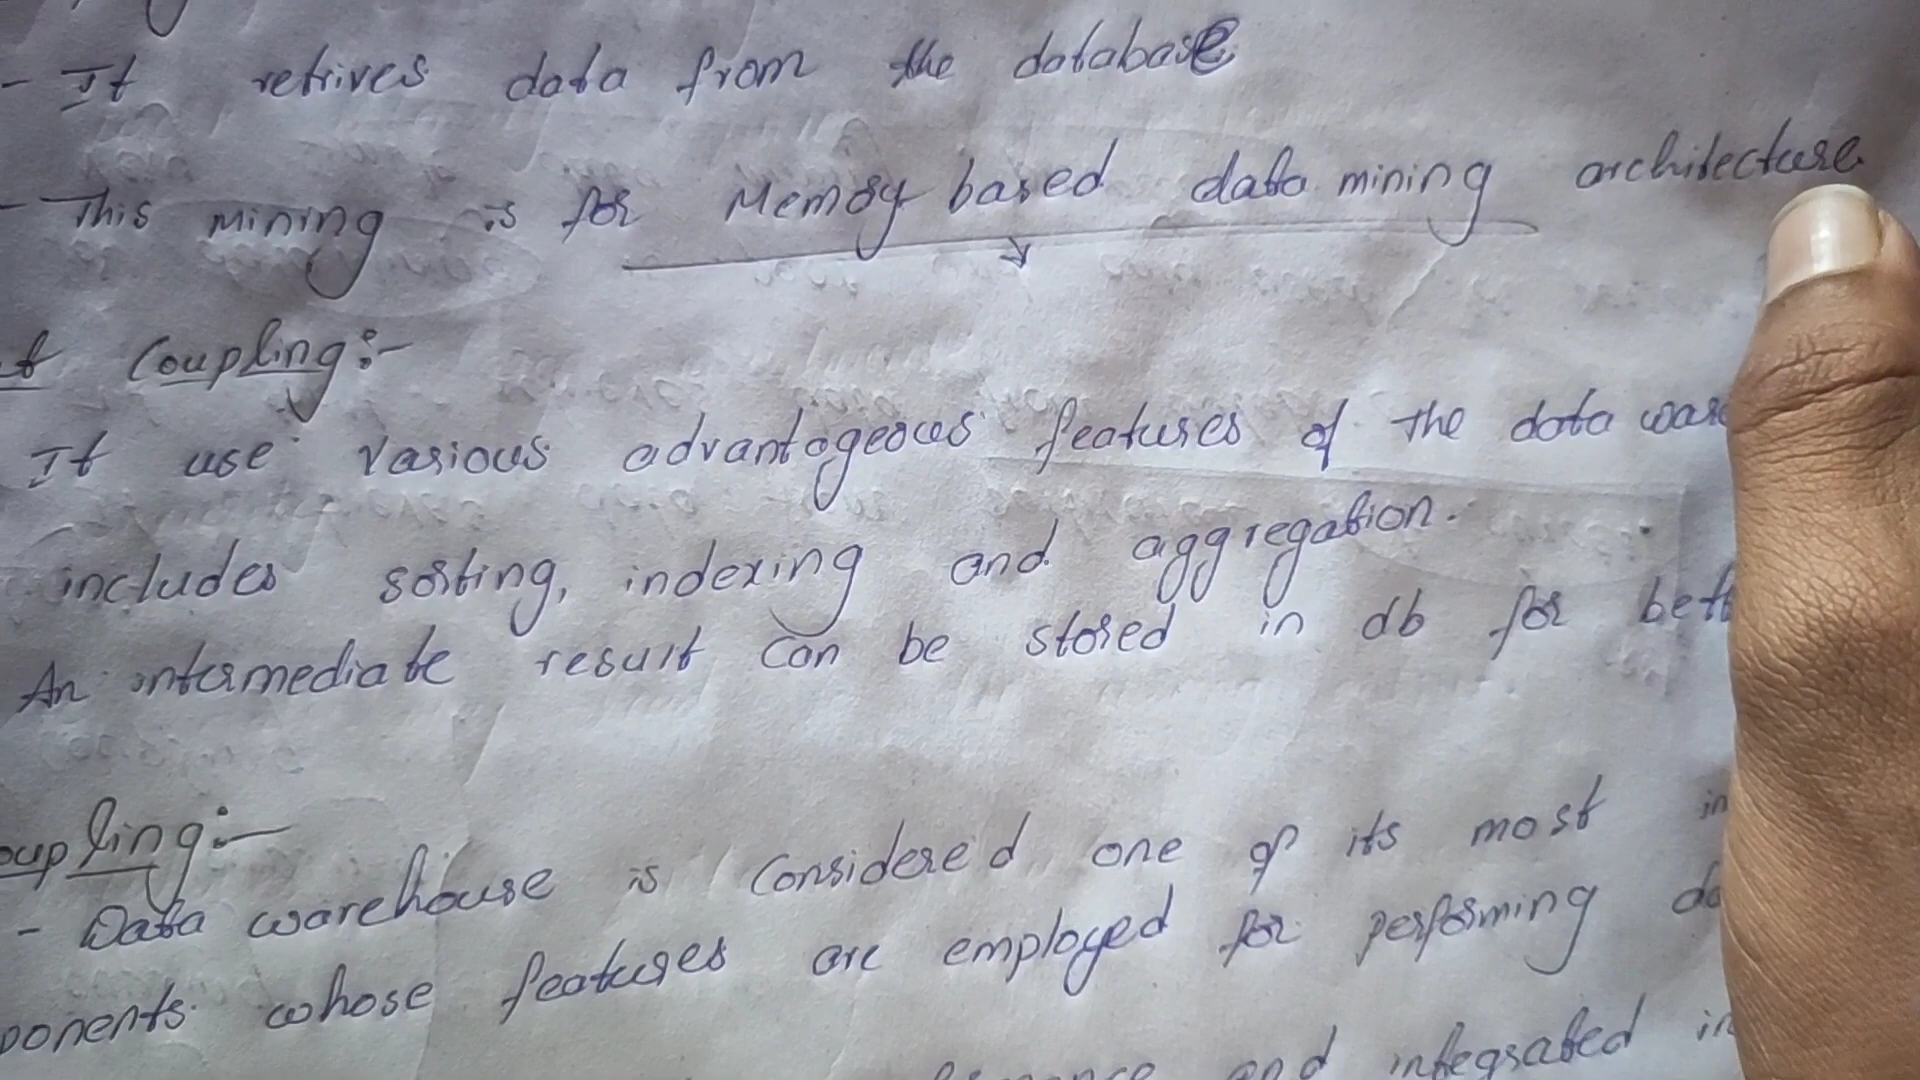 - It retrives data from the database
- This mining is for Memory based data mining architecture
Coupling:-
It use various advantageous features of the data
includes sorting, indexing and aggregation.
An intermediate result can be stored in db for
- Data warehouse is considered one of its most
whose features are employed for performing
and integrated in